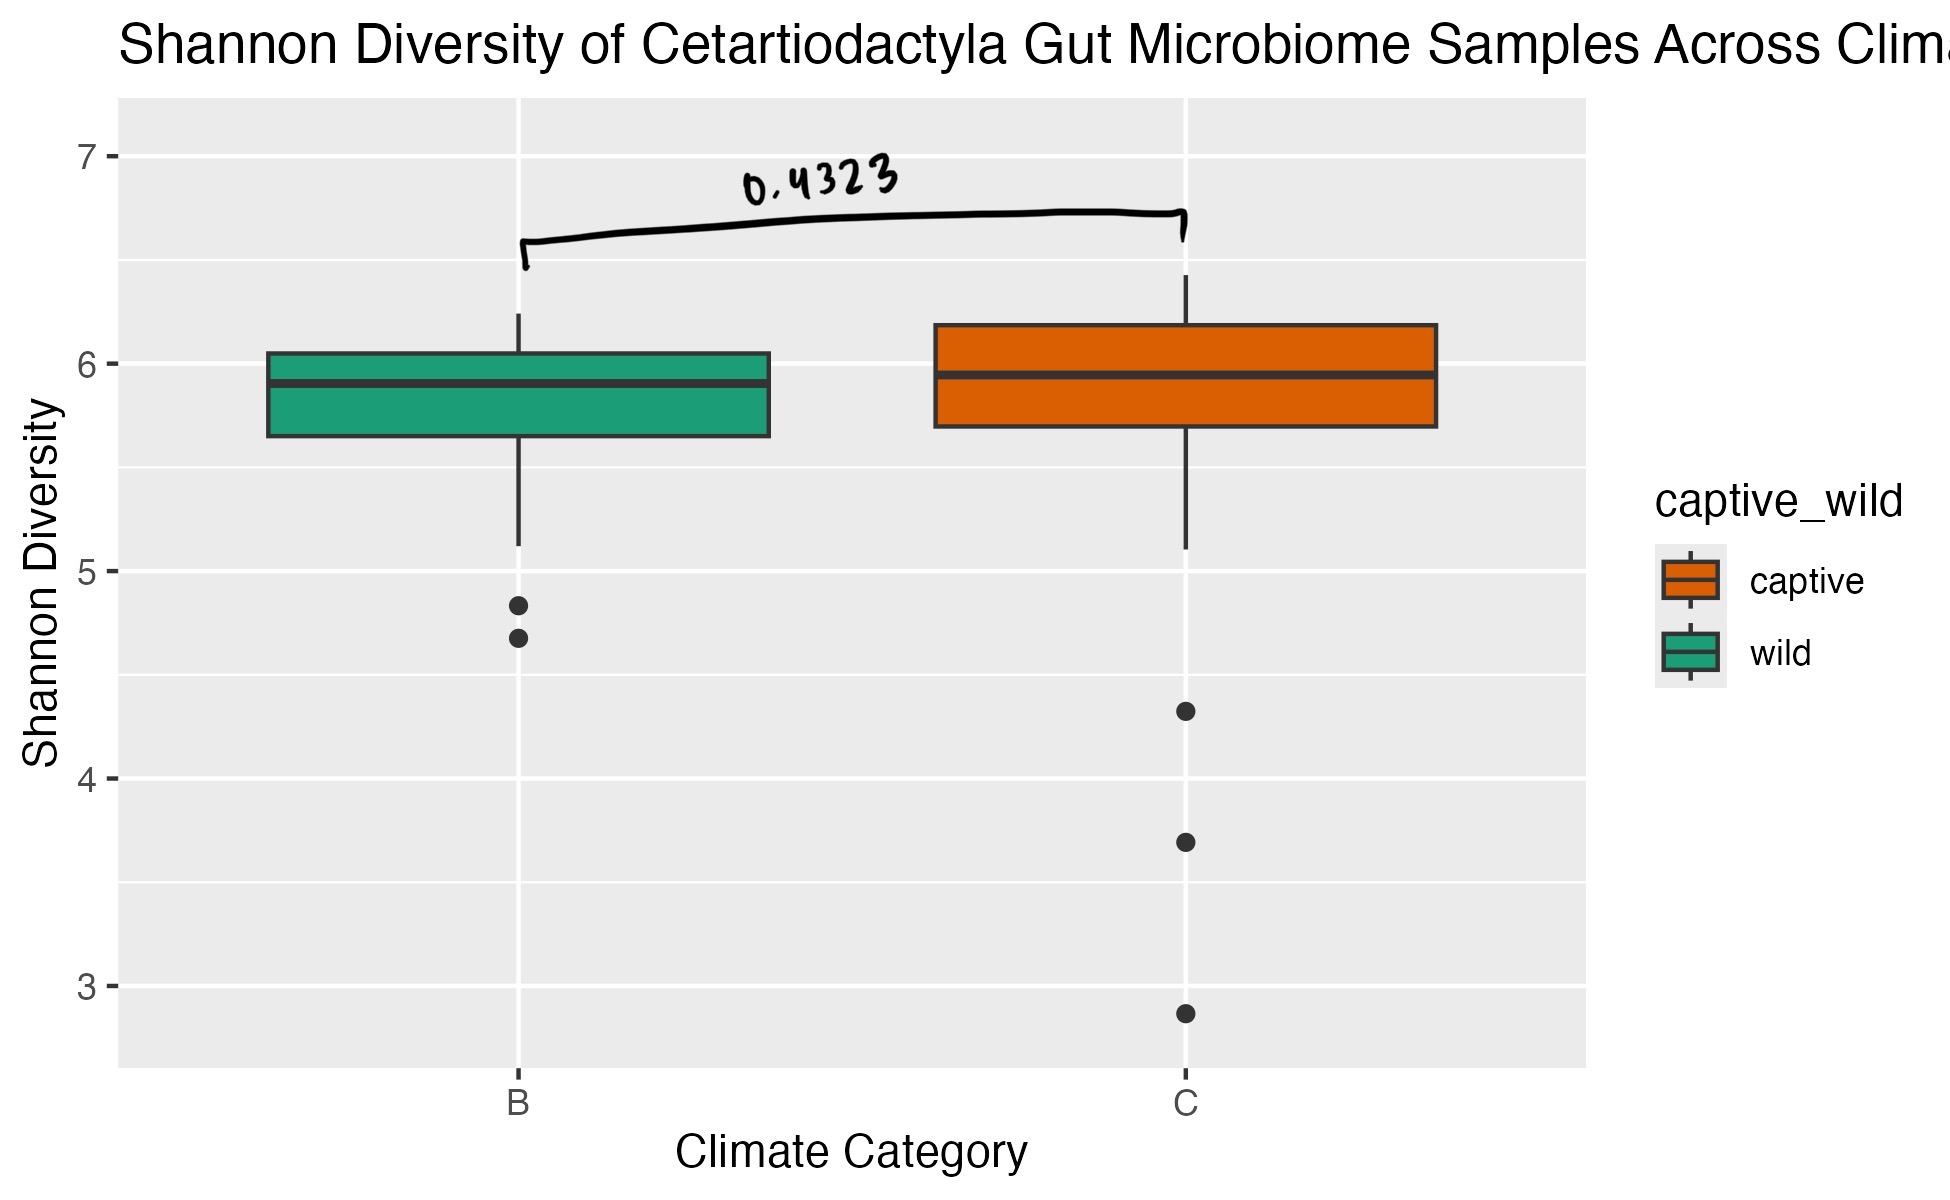 Shannon Diversity of Cetartiodactyla Gut Microbiome Samples Across Clima
7
0.4323
6
5
4
3
Shannon Diversity
B
C
Climate Category
captive_wild
captive
wild